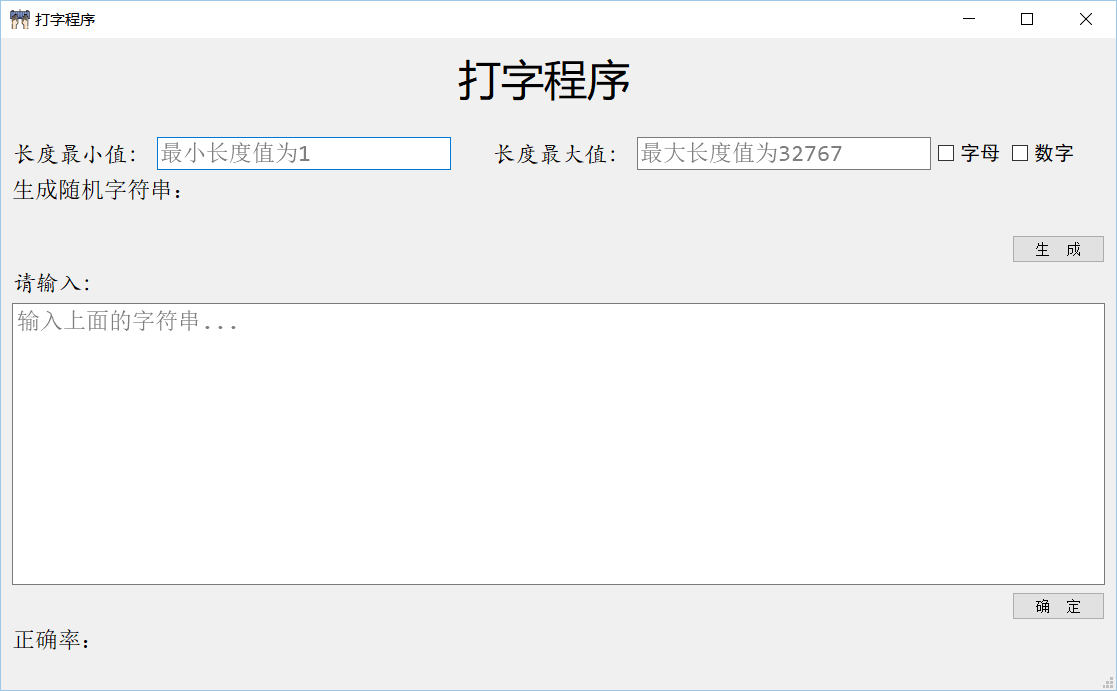 打字程序
打字程序
长度最小值： 最小长度值为1 长度最大值： 最大长度值为32767 字母 数字
生成随机字符串：
生 成
请输入：
输入上面的字符串...
确 定
正确率：